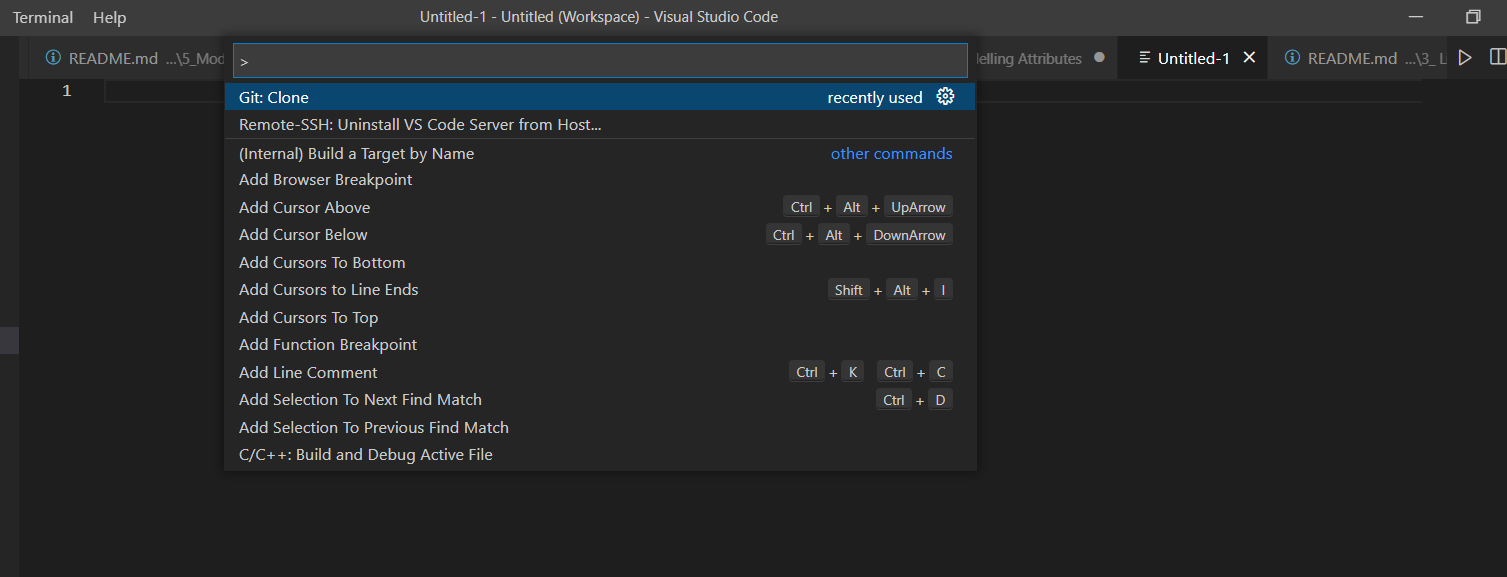 Terminal Help Untitled-1 - Untitled (Workspace) - Visual Studio Code
README.md ...\5_Mod elling Attributes Untitled-1 README.md ...\3_ L
>
1
Git: Clone recently used
Remote-SSH: Uninstall VS Code Server from Host...
(Internal) Build a Target by Name other commands
Add Browser Breakpoint
Add Cursor Above Ctrl + Alt + UpArrow
Add Cursor Below Ctrl + Alt + DownArrow
Add Cursors To Bottom
Add Cursors to Line Ends Shift + Alt + I
Add Cursors To Top
Add Function Breakpoint
Add Line Comment Ctrl + K Ctrl + C
Add Selection To Next Find Match Ctrl + D
Add Selection To Previous Find Match
C/C++: Build and Debug Active File